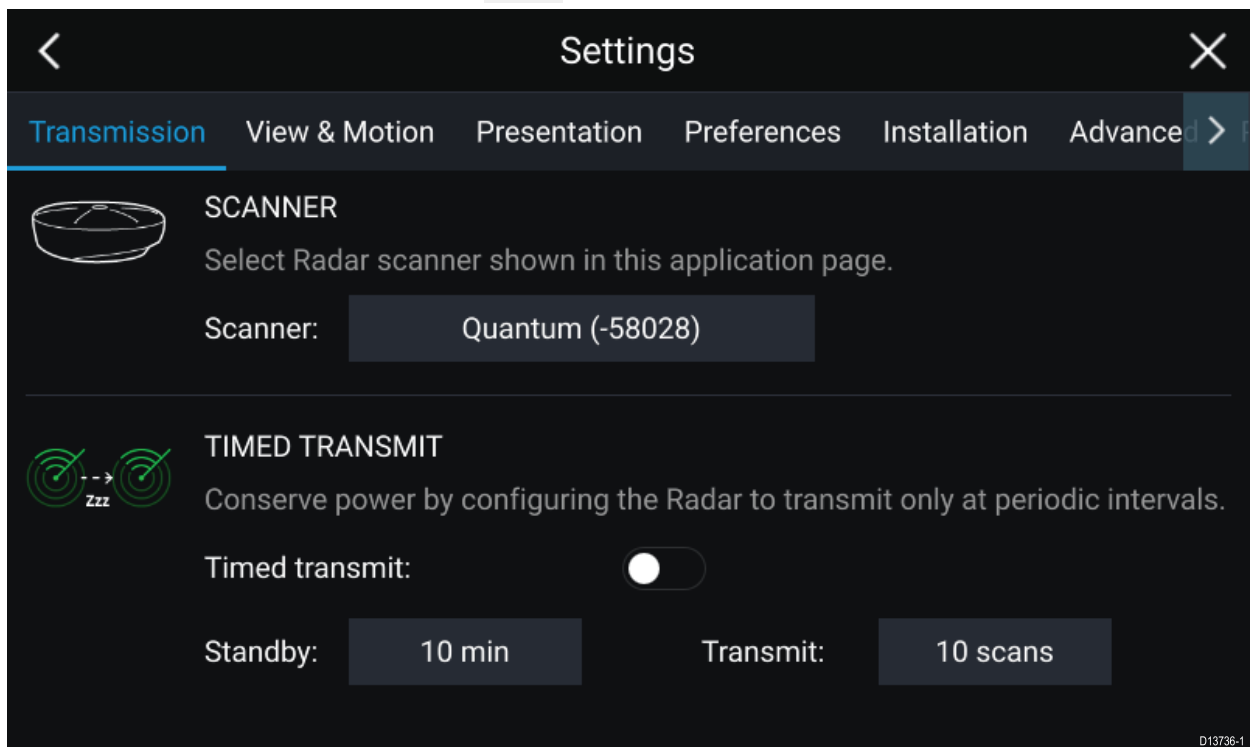 Settings
Transmission View & Motion Presentation Preferences Installation Advanced
SCANNER
Select Radar scanner shown in this application page.
Scanner: Quantum (-58028)
TIMED TRANSMIT
Zzz
Conserve power by configuring the Radar to transmit only at periodic intervals.
Timed transmit:
Standby: 10 min Transmit: 10 scans
D13736-1